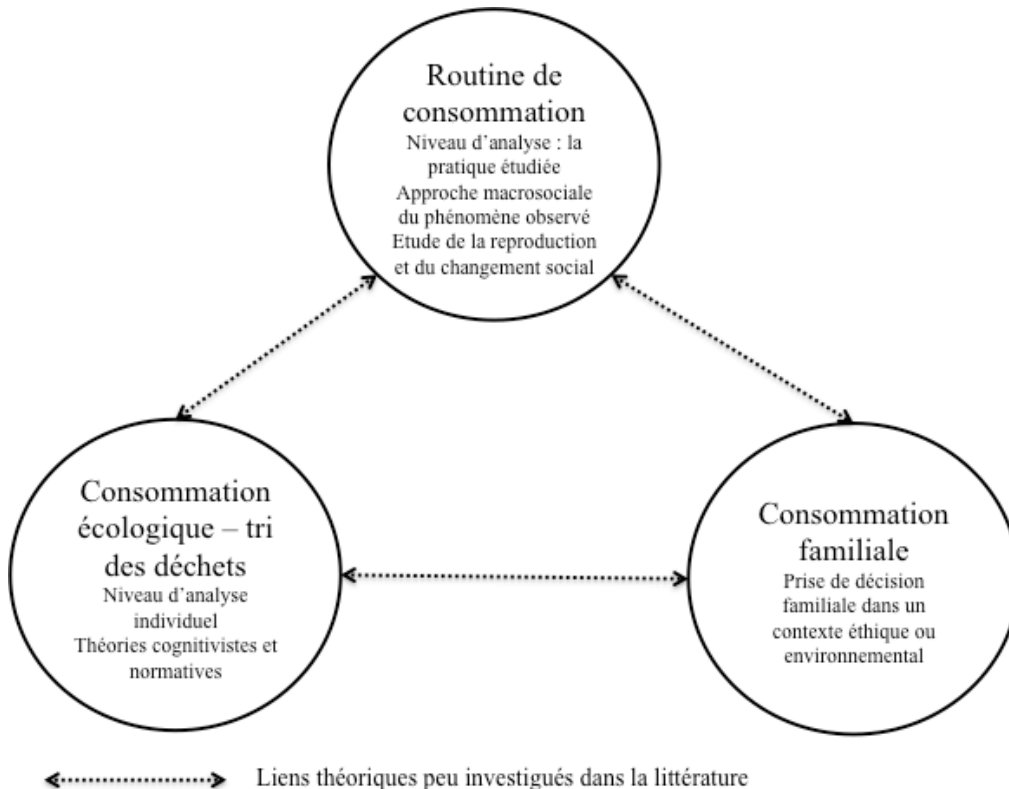 Routine de
consommation
Niveau d'analyse : la
pratique étudiée
Approche macrosociale
du phénomène observé
Etude de la reproduction
et du changement social
Consommation
écologique – tri
des déchets
Niveau d'analyse
individuel
Théories cognitivistes et
normatives
Consommation
familiale
Prise de décision
familiale dans un
contexte éthique ou
environnemental
Liens théoriques peu investigués dans la littérature